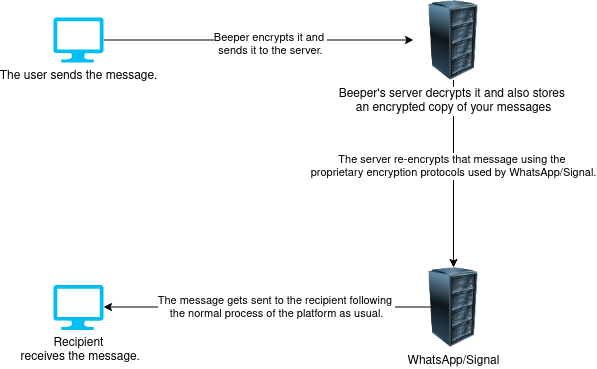 Beeper encrypts it and
sends it to the server.
The user sends the message.
Beeper's server decrypts it and also stores
an encrypted copy of your messages
The server re-encrypts that message using the
proprietary encryption protocols used by WhatsApp/Signal.
The message gets sent to the recipient following
the normal process of the platform as usual.
Recipient
receives the message.
WhatsApp/Signal